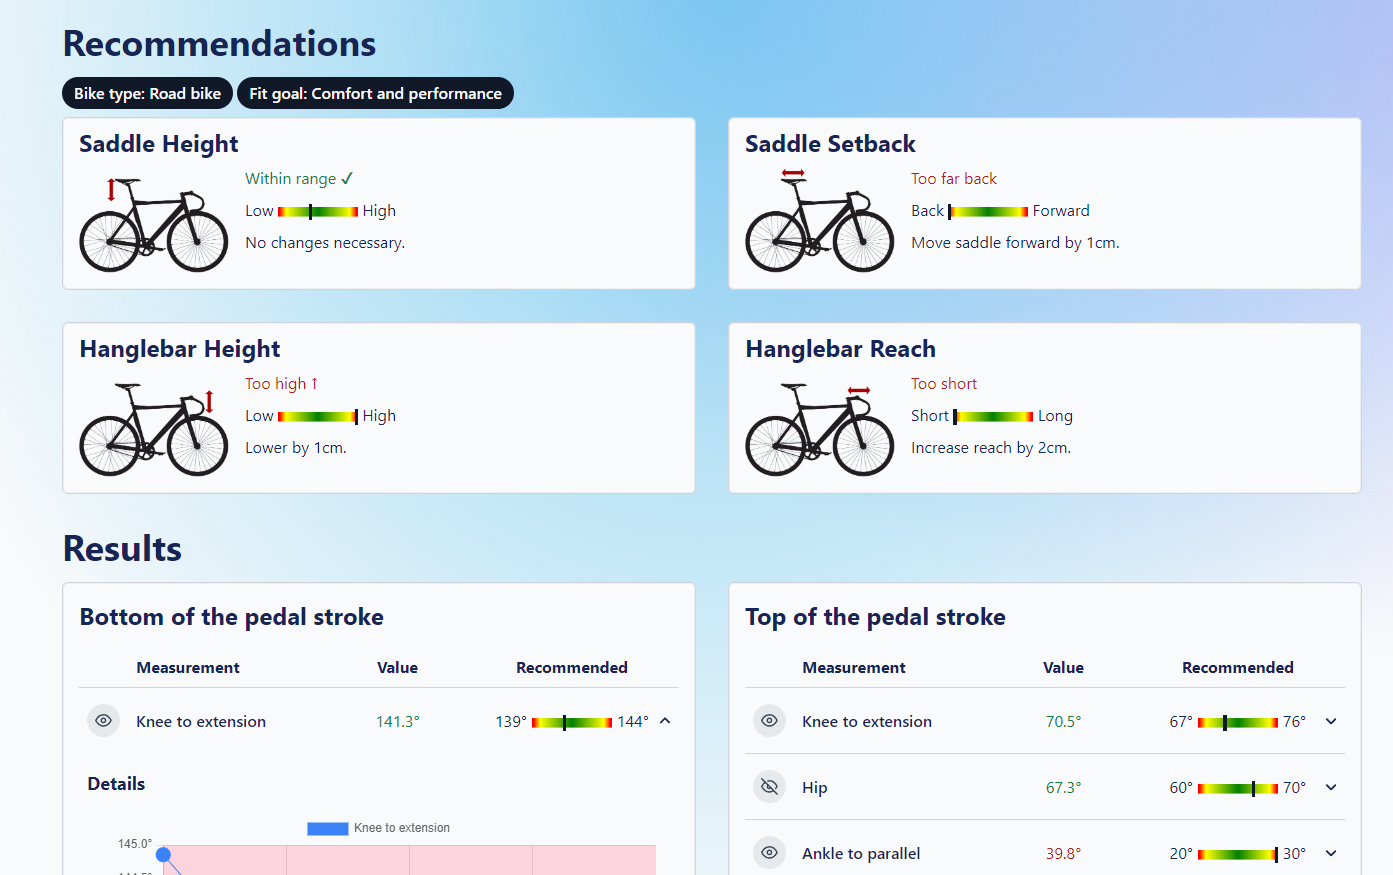 Recommendations
Bike type: Road bike
Fit goal: Comfort and performance
Saddle Height
Within range ✓
Low
High
No changes necessary.
Saddle Setback
Too far back
Back
Forward
Move saddle forward by 1cm.
Hanglebar Height
Too high ↑
Low
High
Lower by 1cm.
Hanglebar Reach
Too short
Short
Long
Increase reach by 2cm.
Results
Bottom of the pedal stroke
Measurement Value Recommended
Knee to extension 141.3° 139° 144°
Details
Knee to extension
145.0°
Top of the pedal stroke
Measurement Value Recommended
Knee to extension 70.5° 67° 76°
Hip 67.3° 60° 70°
Ankle to parallel 39.8° 20° 30°